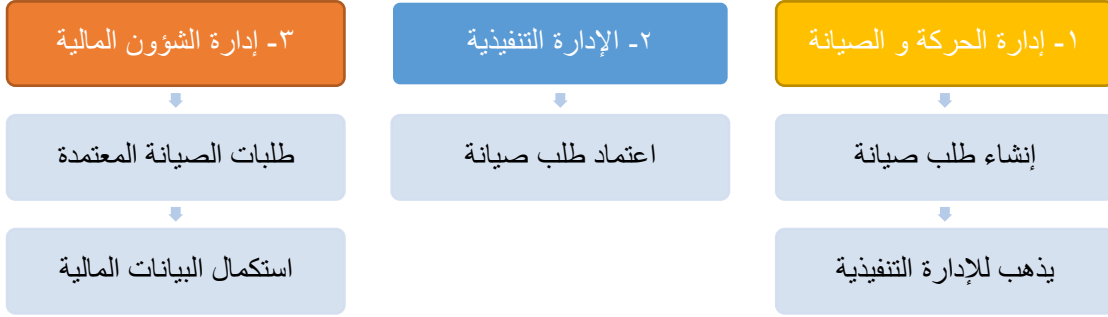 ١- إدارة الحركة و الصيانة
إنشاء طلب صيانة
يذهب للإدارة التنفيذية
٢- الإدارة التنفيذية
اعتماد طلب صيانة
٣- إدارة الشؤون المالية
طلبات الصيانة المعتمدة
استكمال البيانات المالية